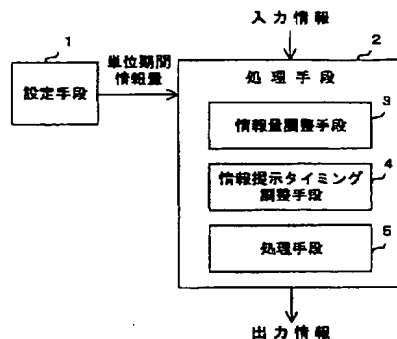 入力情報
1
2
単位期間
情報量
設定手段
処理手段
3
情報量調整手段
4
情報提示タイミング
調整手段
5
処理手段
出力情報